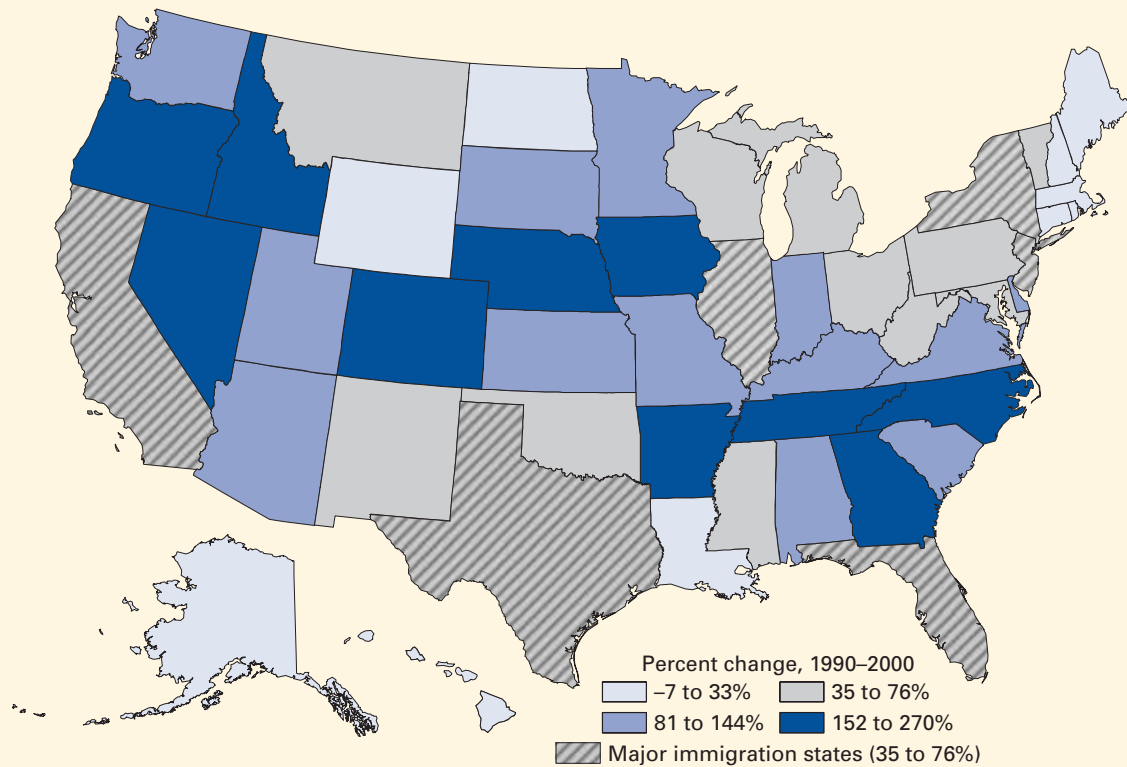 Percent change, 1990–2000
–7 to 33% 35 to 76%
81 to 144% 152 to 270%
Major immigration states (35 to 76%)